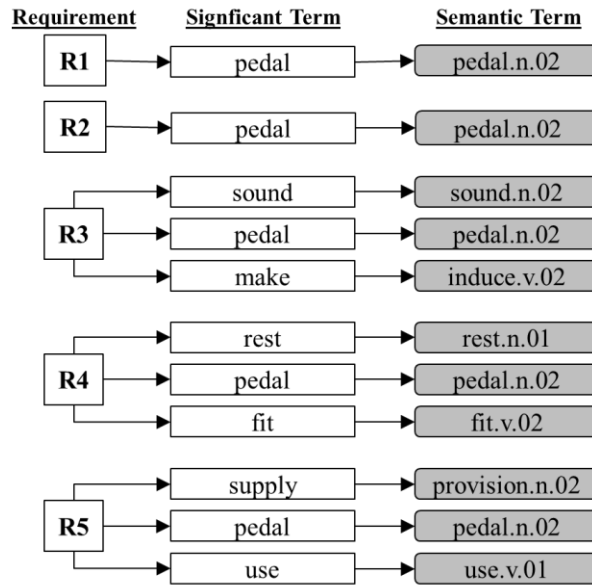 Requirement Signficant Term Semantic Term
R1 pedal pedal.n.02
R2 pedal pedal.n.02
sound sound.n.02
R3 pedal pedal.n.02
make induce.v.02
rest rest.n.01
R4 pedal pedal.n.02
fit fit.v.02
supply provision.n.02
R5 pedal pedal.n.02
use use.v.01